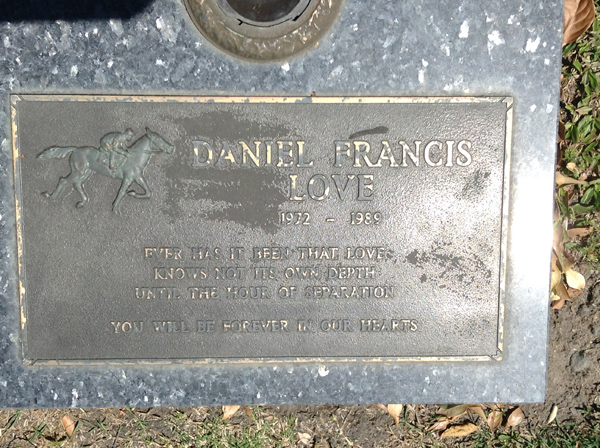 DANIEL FRANCIS
LOVE
1932 - 1989
EVER HAS IT BEEN THAT LOVE
KNOWS NOT ITS OWN DEPTH
UNTIL THE HOUR OF SEPARATION
YOU WILL BE FOREVER IN OUR HEARTS